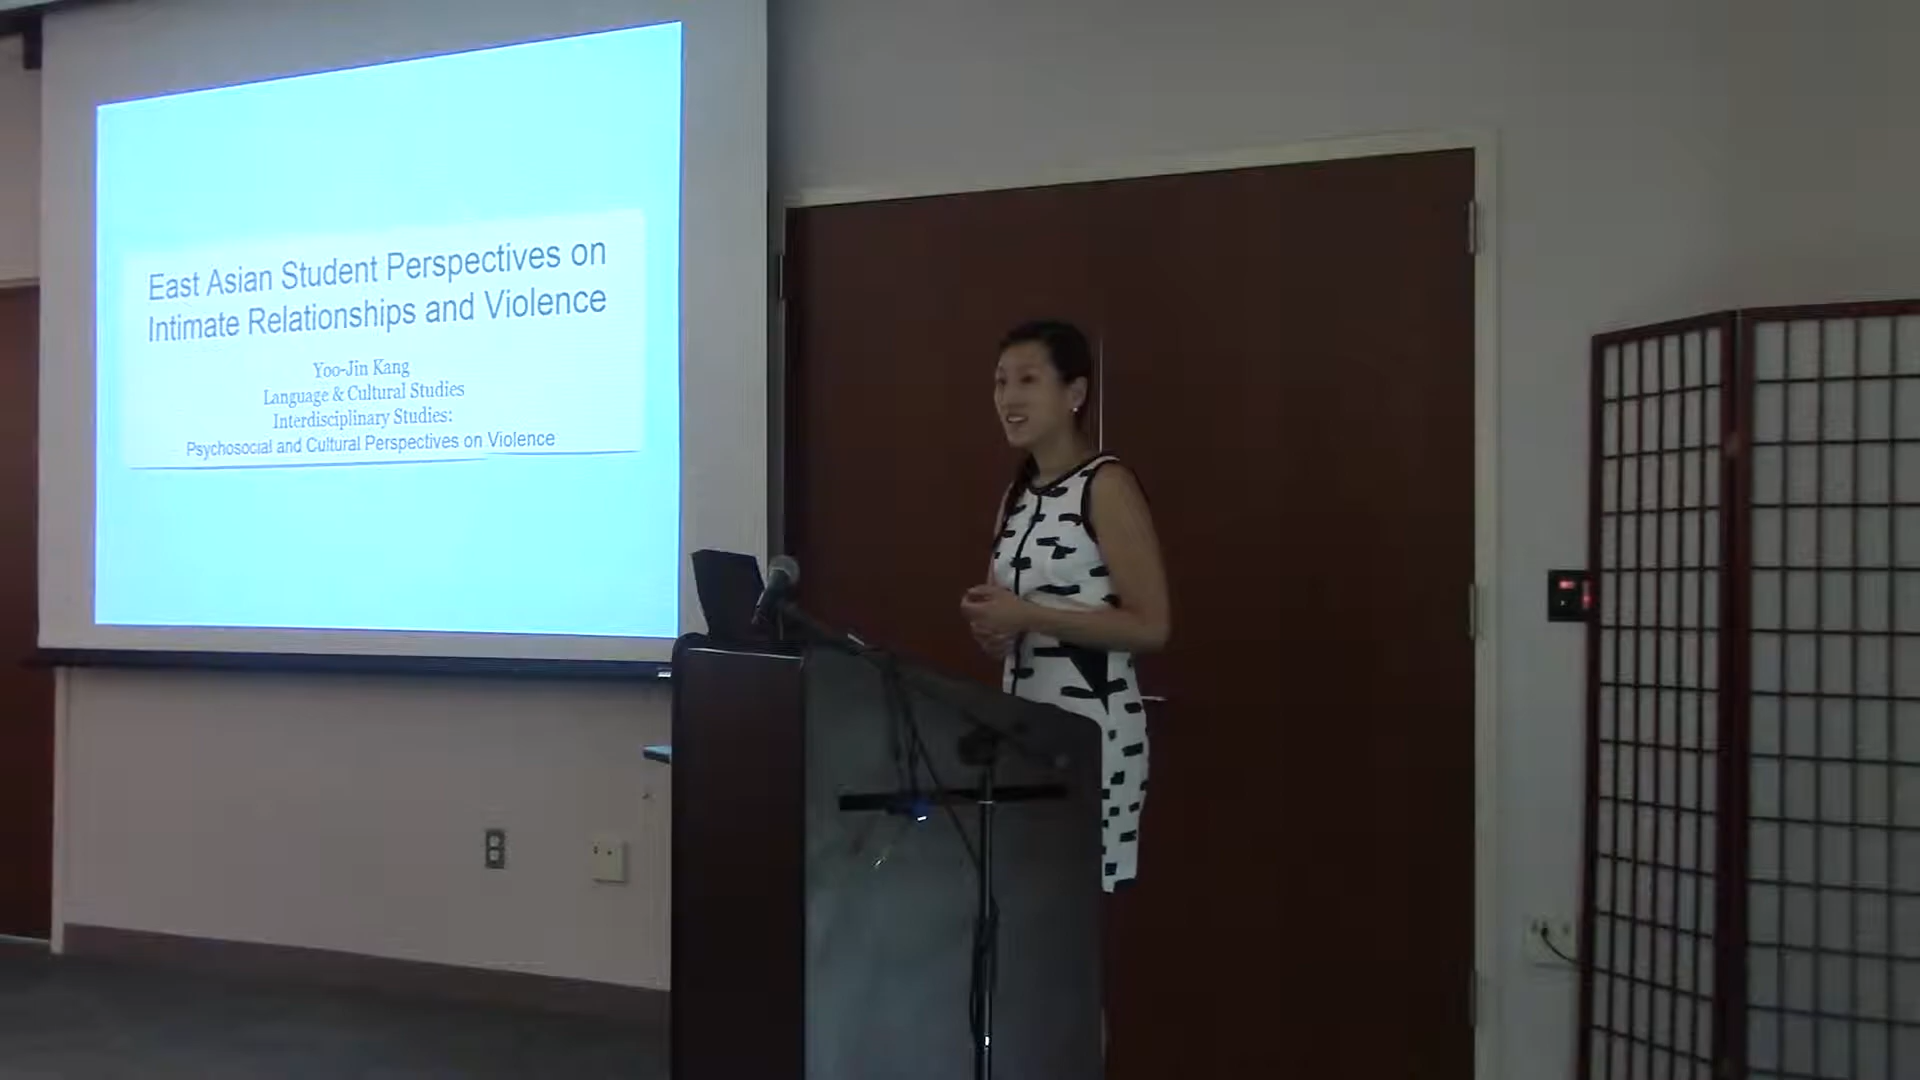 East Asian Student Perspectives on
Intimate Relationships and Violence
Yoo-Jin Kang
Language & Cultural Studies
Interdisciplinary Studies:
Psychosocial and Cultural Perspectives on Violence